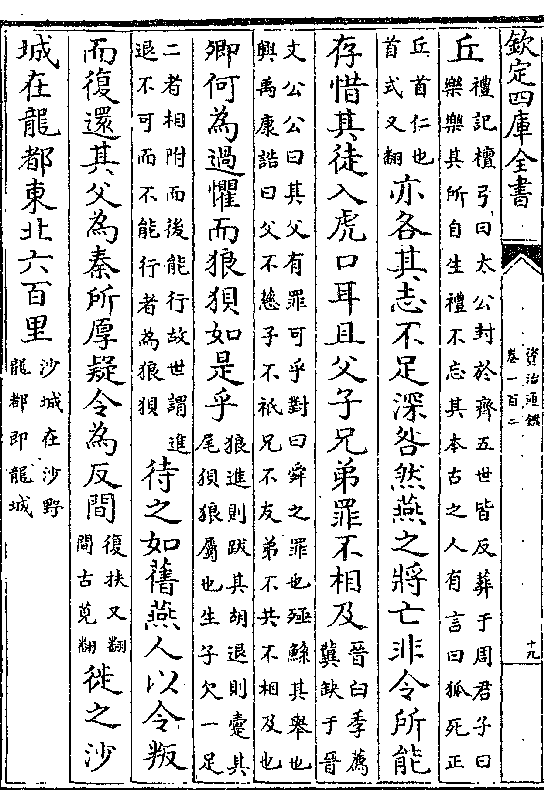 欽定四庫全書
資治通鑑
卷一百二
十九
丘
禮記檀弓曰太公封於齊五世皆反葬于周君子曰
樂樂其所自生禮不忘其本古之人有言曰狐死正
丘首仁也
首式又翻
亦各其志不足深咎然燕之將亡非令所能
存惜其徒入虎口耳且父子兄弟罪不相及
晉臼季薦
冀缺于晉
文公公曰其父有罪可乎對曰舜之罪也殛鯀其舉也
興禹康誥曰父不慈子不祗兄不友弟不共不相及也
卿何為過懼而狼狽如是乎
狼進則跋其胡退則疐其
尾狽狼屬也生子欠一足
二者相附而後能行故世謂進
退不可而不能行者為狼狽
待之如舊燕人以令叛
而復還其父為秦所厚疑令為反間
復扶又翻
間古莧翻
徙之沙
城在龍都東北六百里
沙城在沙野
龍都即龍城